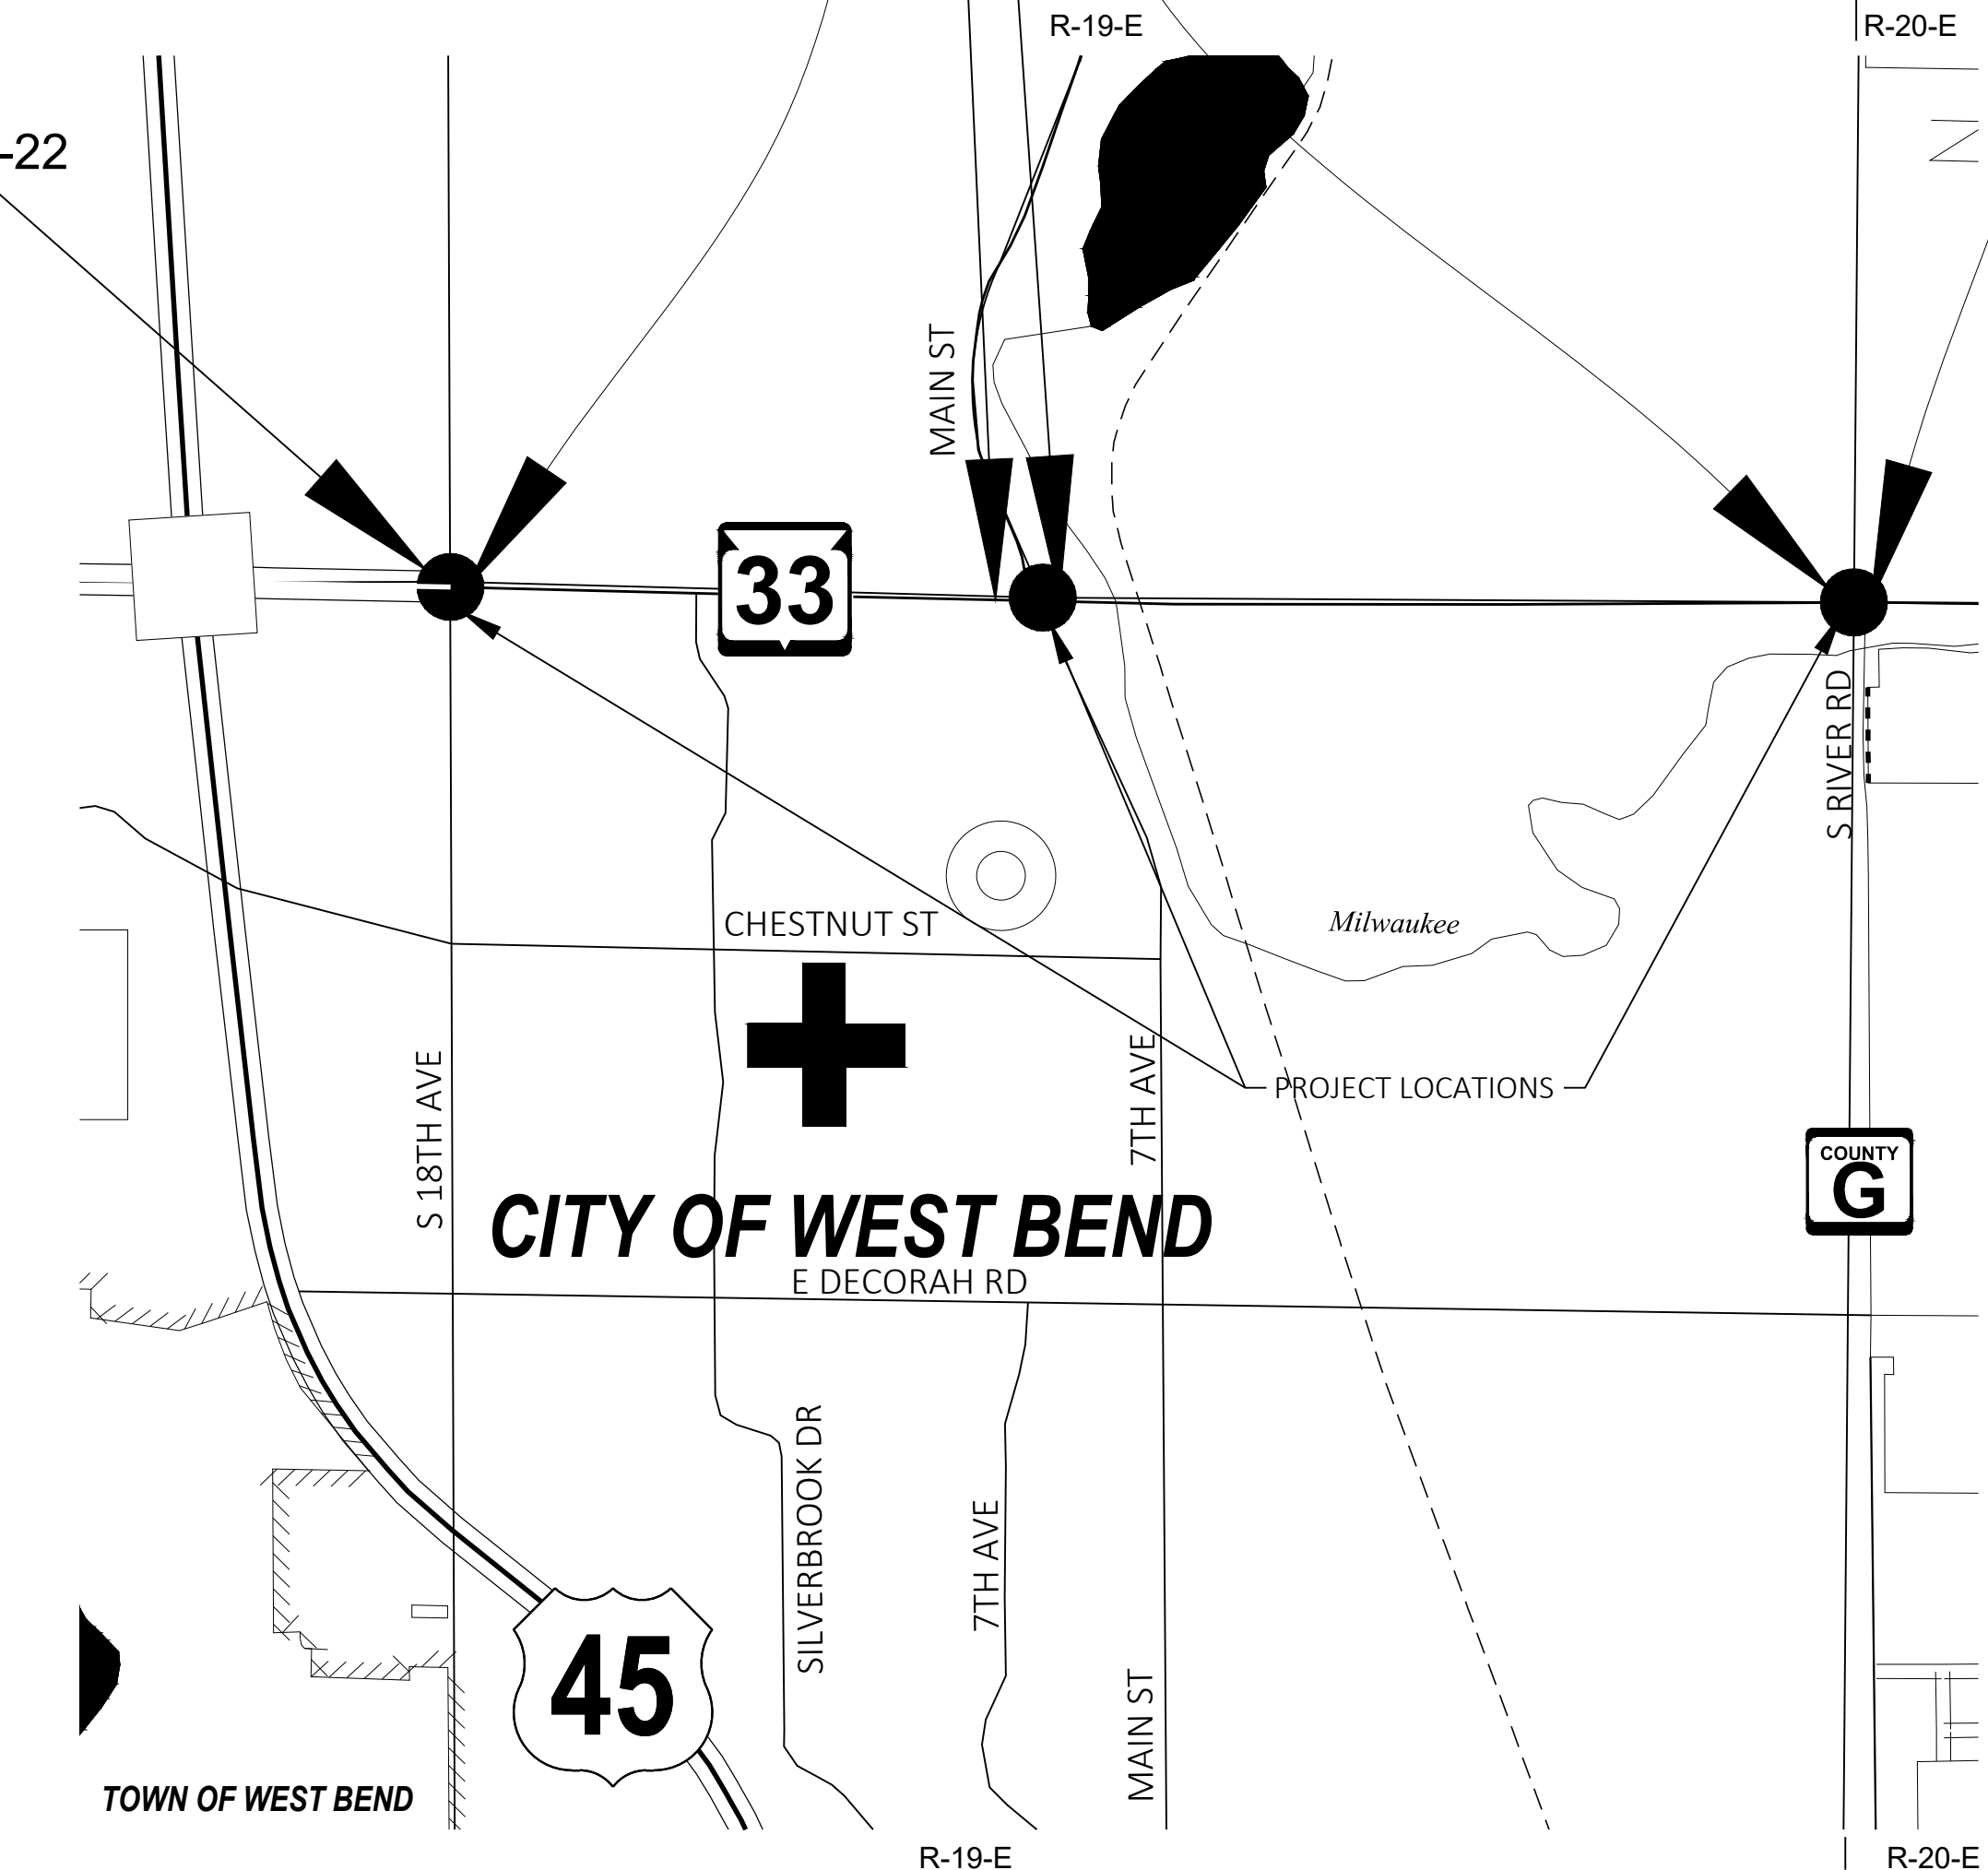 R-19-E
R-20-E
-22
MAIN ST
33
S RIVER RD
CHESTNUT ST
Milwaukee
S 18TH AVE
7TH AVE
PROJECT LOCATIONS
COUNTY
G
CITY OF WEST BEND
E DECORAH RD
SILVERBROOK DR
7TH AVE
45
MAIN ST
TOWN OF WEST BEND
R-19-E
R-20-E